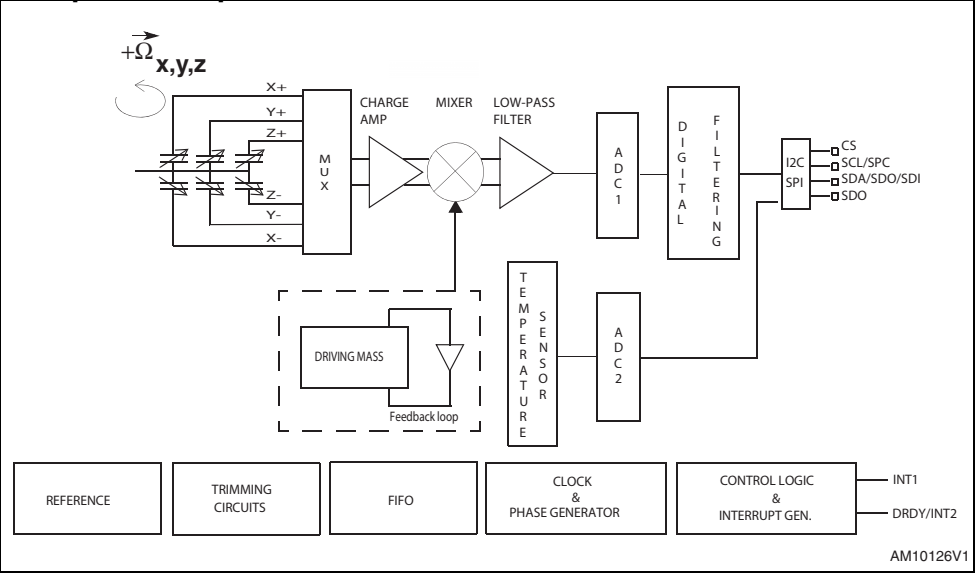 +Ω x,y,z
X+
Y+
Z+
Z-
Y-
X-
MUX
CHARGE
AMP
MIXER
LOW-PASS
FILTER
ADC1
DIGITAL
FILTERING
I2C
SPI
CS
SCL/SPC
SDA/SDO/SDI
SDO
DRIVING MASS
Feedback loop
TEMPERATURE
SENSOR
ADC2
REFERENCE
TRIMMING
CIRCUITS
FIFO
CLOCK
&
PHASE GENERATOR
CONTROL LOGIC
&
INTERRUPT GEN.
INT1
DRDY/INT2
AM10126V1